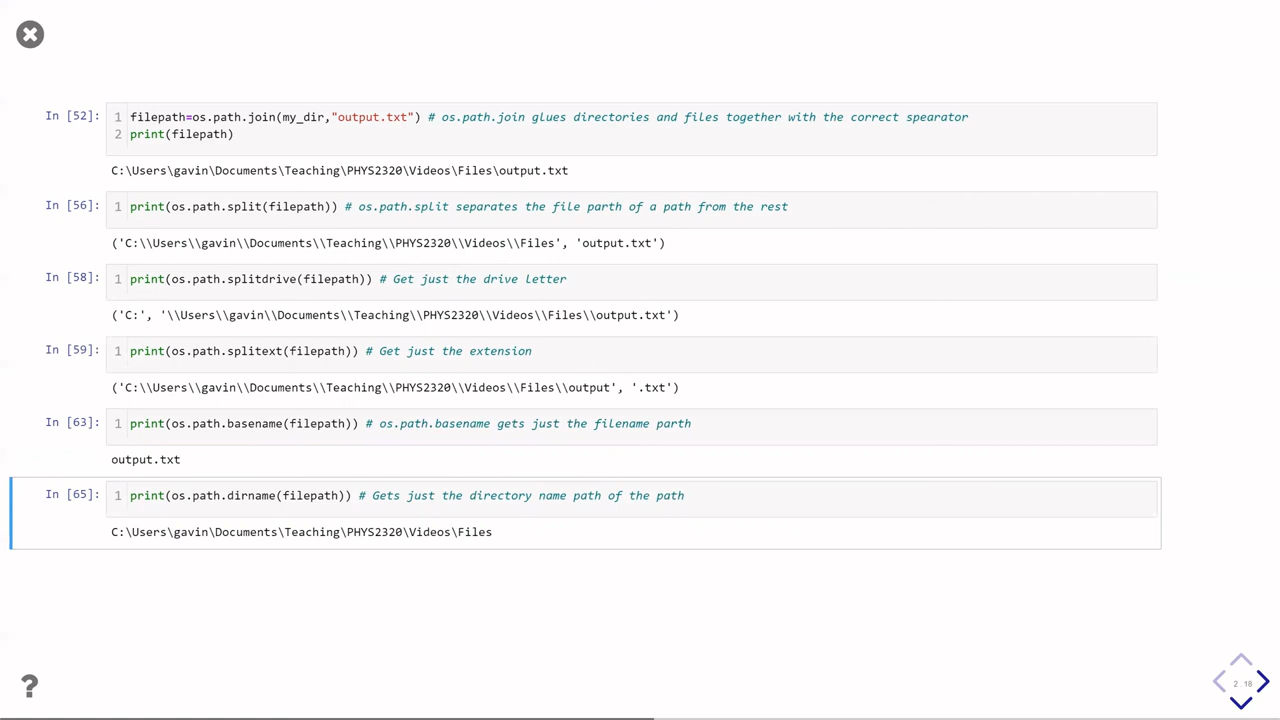 In [52]:
1 filepath=os.path.join(my_dir,"output.txt") # os.path.join glues directories and files together with the correct spearator
2 print(filepath)
C:\Users\gavin\Documents\Teaching\PHYS2320\Videos\Files\output.txt
In [56]:
1 print(os.path.split(filepath)) # os.path.split separates the file parth of a path from the rest
('C:\\Users\\gavin\\Documents\\Teaching\\PHYS2320\\Videos\\Files', 'output.txt')
In [58]:
1 print(os.path.splitdrive(filepath)) # Get just the drive letter
('C:', '\\Users\\gavin\\Documents\\Teaching\\PHYS2320\\Videos\\Files\\output.txt')
In [59]:
1 print(os.path.splitext(filepath)) # Get just the extension
('C:\\Users\\gavin\\Documents\\Teaching\\PHYS2320\\Videos\\Files\\output', '.txt')
In [63]:
1 print(os.path.basename(filepath)) # os.path.basename gets just the filename parth
output.txt
In [65]:
1 print(os.path.dirname(filepath)) # Gets just the directory name path of the path
C:\Users\gavin\Documents\Teaching\PHYS2320\Videos\Files
?
2.18